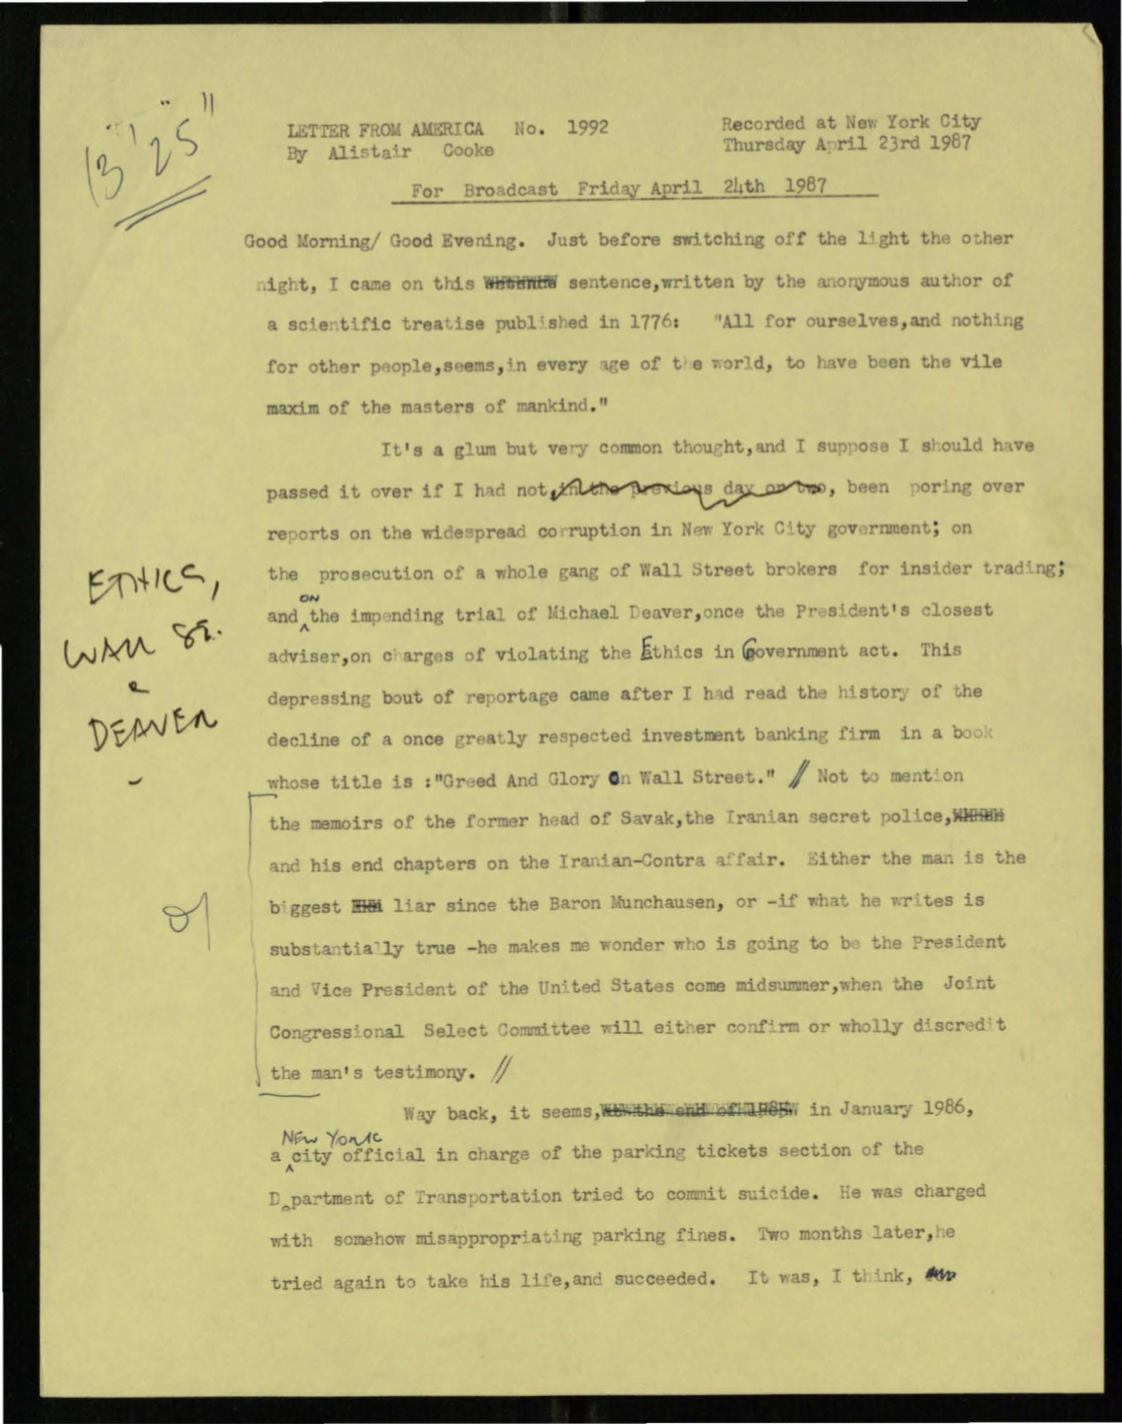 13' 25"
LETTER FROM AMERICA No. 1992 Recorded at New York City
By Alistair Cooke Thursday April 23rd 1987
For Broadcast Friday April 24th 1987
Good Morning/ Good Evening. Just before switching off the light the other
night, I came on this sentence,written by the anonymous author of
a scientific treatise published in 1776: "All for ourselves,and nothing
for other people,seems,in every age of the world, to have been the vile
maxim of the masters of mankind."
It's a glum but very common thought,and I suppose I should have
passed it over if I had not,in the previous day or two, been poring over
reports on the widespread corruption in New York City government; on
the prosecution of a whole gang of Wall Street brokers for insider trading;
ON
and the impending trial of Michael Deaver,once the President's closest
adviser,on charges of violating the Ethics in Government act. This
depressing bout of reportage came after I had read the history of the
decline of a once greatly respected investment banking firm in a book
whose title is :"Greed And Glory On Wall Street." // Not to mention
the memoirs of the former head of Savak,the Iranian secret police,
and his end chapters on the Iranian-Contra affair. Either the man is the
biggest liar since the Baron Munchausen, or -if what he writes is
substantially true -he makes me wonder who is going to be the President
and Vice President of the United States come midsummer,when the Joint
Congressional Select Committee will either confirm or wholly discredit
the man's testimony. //
Way back, it seems,at the end of 1985 in January 1986,
NEW YORK
a city official in charge of the parking tickets section of the
Department of Transportation tried to commit suicide. He was charged
with somehow misappropriating parking fines. Two months later,he
tried again to take his life,and succeeded. It was, I think,
ETHICS,
WALL ST.
&
DEAVER